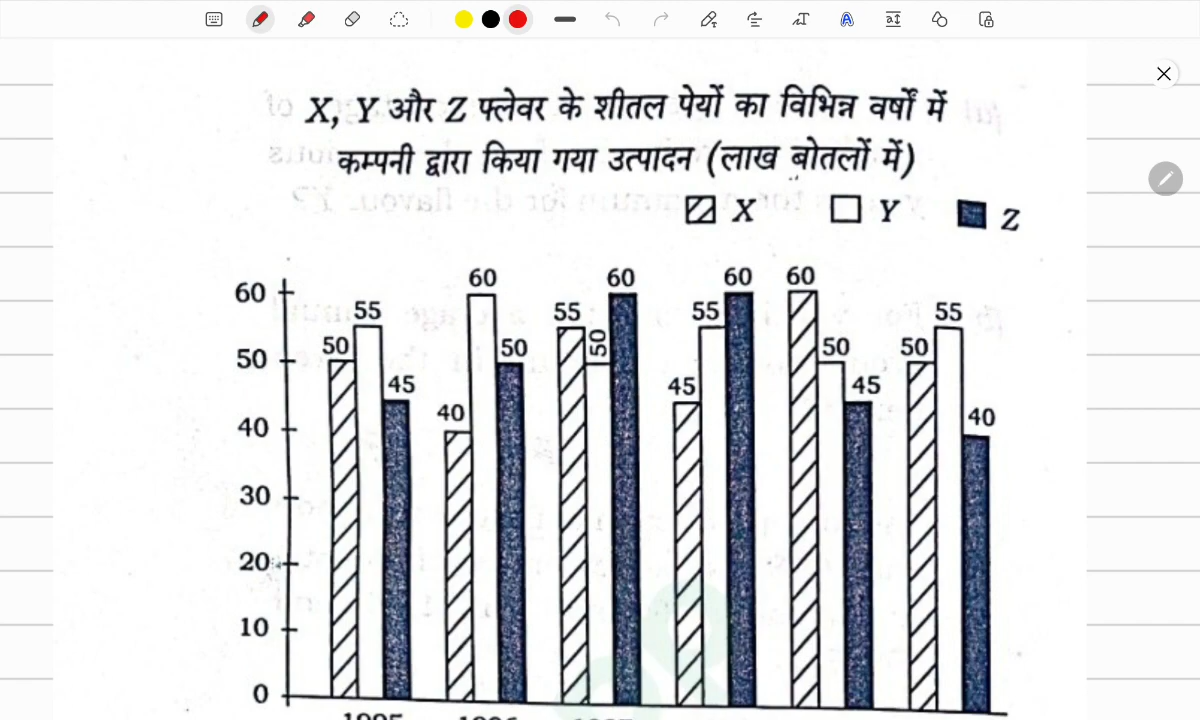 X, Y और Z फ्लेवर के शीतल पेयों का विभिन्न वर्षों में
कम्पनी द्वारा किया गया उत्पादन (लाख बोतलों में)
X Y Z
60 50 40 30 20 10 0
50 55 45
40 60 50
55 50 60
45 55 60
60 50 45
50 55 40